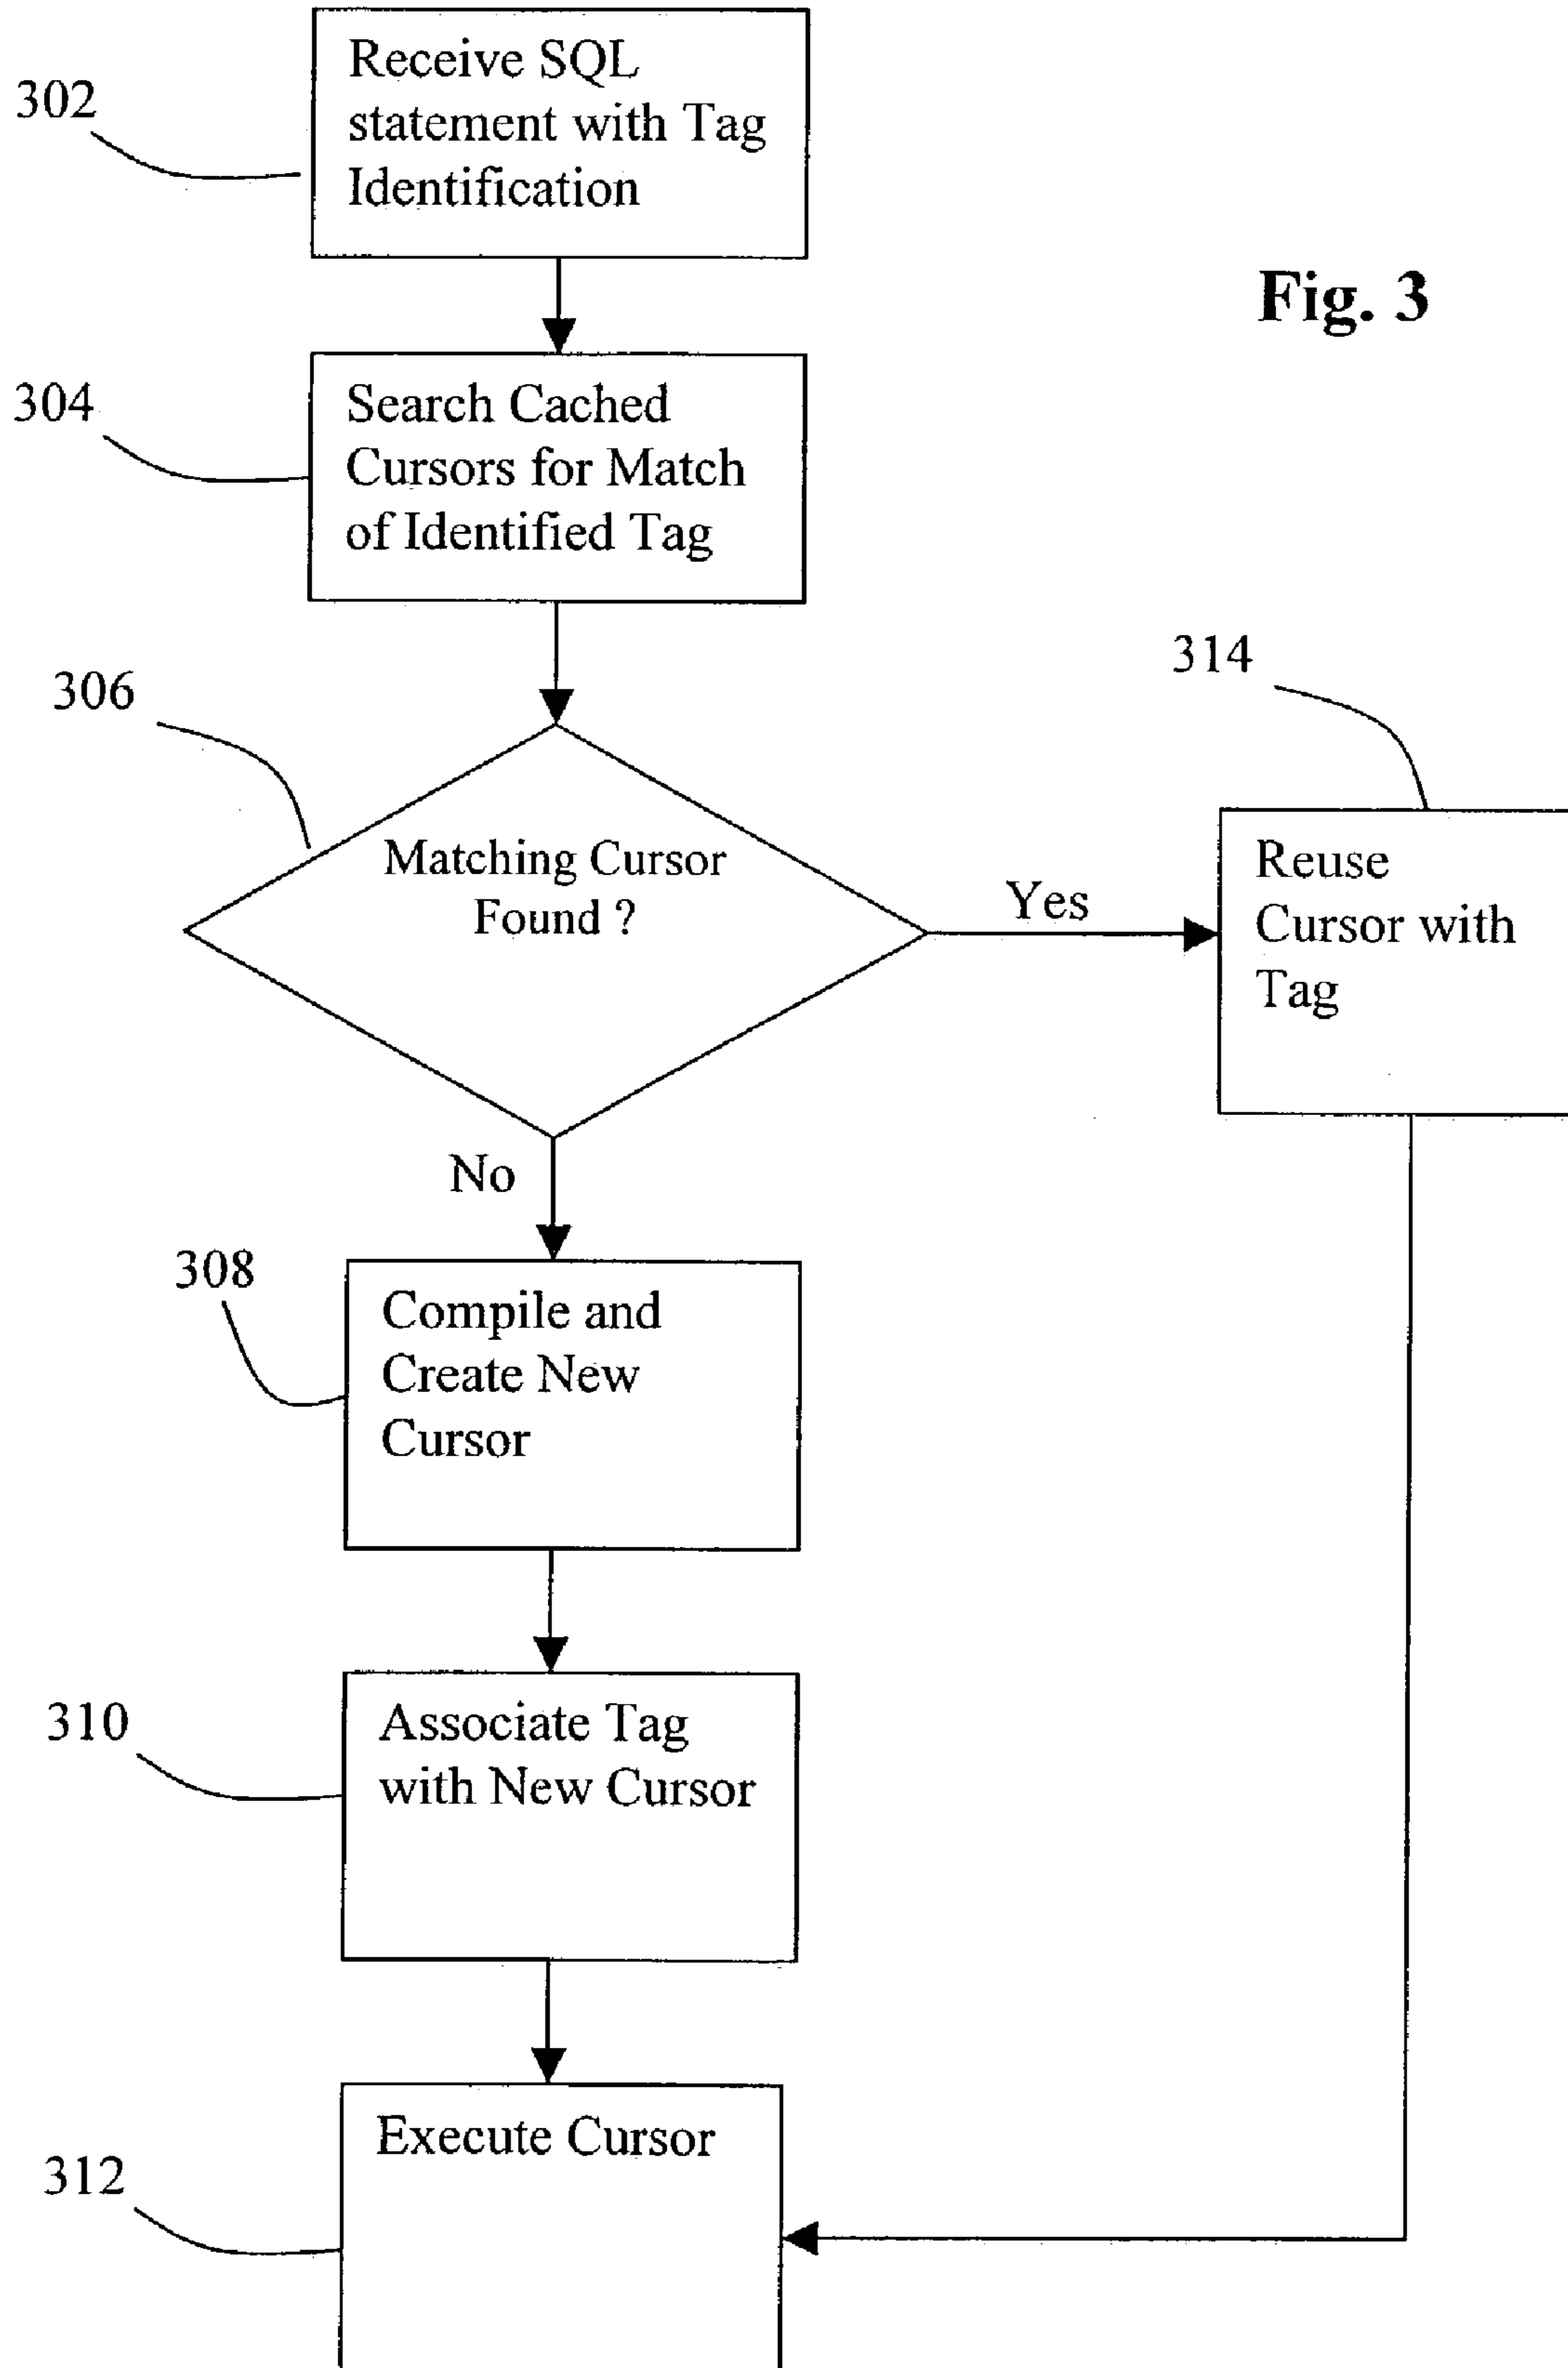 302
Receive SQL
statement with Tag
Identification
Fig. 3
304
Search Cached
Cursors for Match
of Identified Tag
306
Matching Cursor
Found ?
Yes
314
Reuse
Cursor with
Tag
No
308
Compile and
Create New
Cursor
310
Associate Tag
with New Cursor
312
Execute Cursor